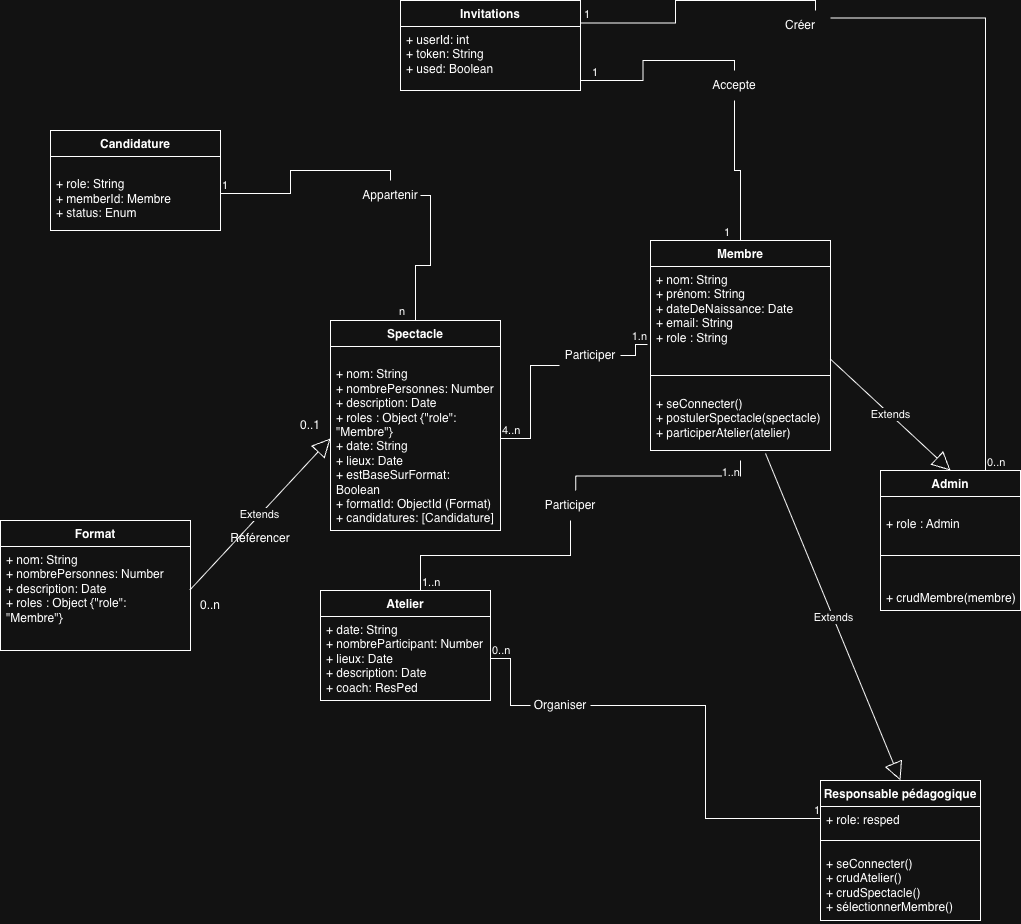 Invitations
+ userId: int
+ token: String
+ used: Boolean
1
Créer
1
Accepte
Candidature
+ role: String
+ memberId: Membre
+ status: Enum
1
Appartenir
n
1
Membre
+ nom: String
+ prénom: String
+ dateDeNaissance: Date
+ email: String
+ role : String
+ seConnecter()
+ postulerSpectacle(spectacle)
+ participerAtelier(atelier)
Spectacle
+ nom: String
+ nombrePersonnes: Number
+ description: Date
+ roles : Object {"role":
"Membre"}
+ date: String
+ lieux: Date
+ estBaseSurFormat:
Boolean
+ formatId: ObjectId (Format)
+ candidatures: [Candidature]
1.n
Participer
4..n
Extends
0..n
Admin
+ role : Admin
+ crudMembre(membre)
0..1
Extends
Référencer
0..n
Format
+ nom: String
+ nombrePersonnes: Number
+ description: Date
+ roles : Object {"role":
"Membre"}
1..n
Participer
1..n
Atelier
+ date: String
+ nombreParticipant: Number
+ lieux: Date
+ description: Date
+ coach: ResPed
0..n
Organiser
Extends
1
Responsable pédagogique
+ role: resped
+ seConnecter()
+ crudAtelier()
+ crudSpectacle()
+ sélectionnerMembre()